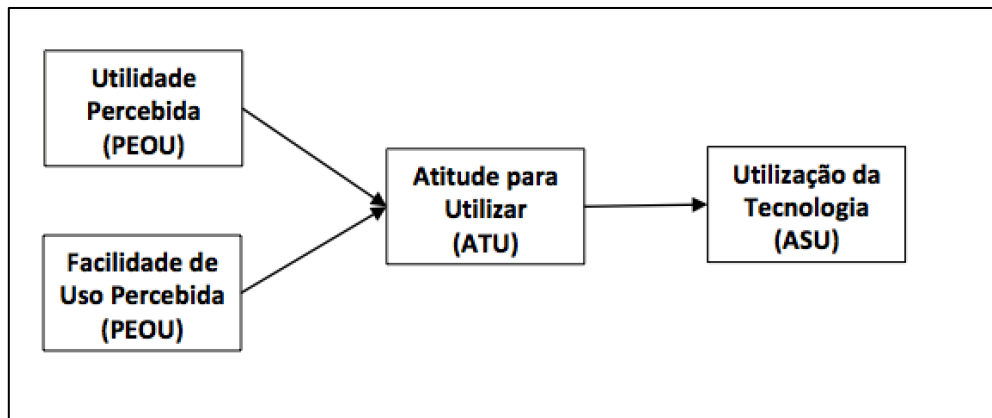 Utilidade
Percebida
(PEOU)
Facilidade de
Uso Percebida
(PEOU)
Atitude para
Utilizar
(ATU)
Utilização da
Tecnologia
(ASU)